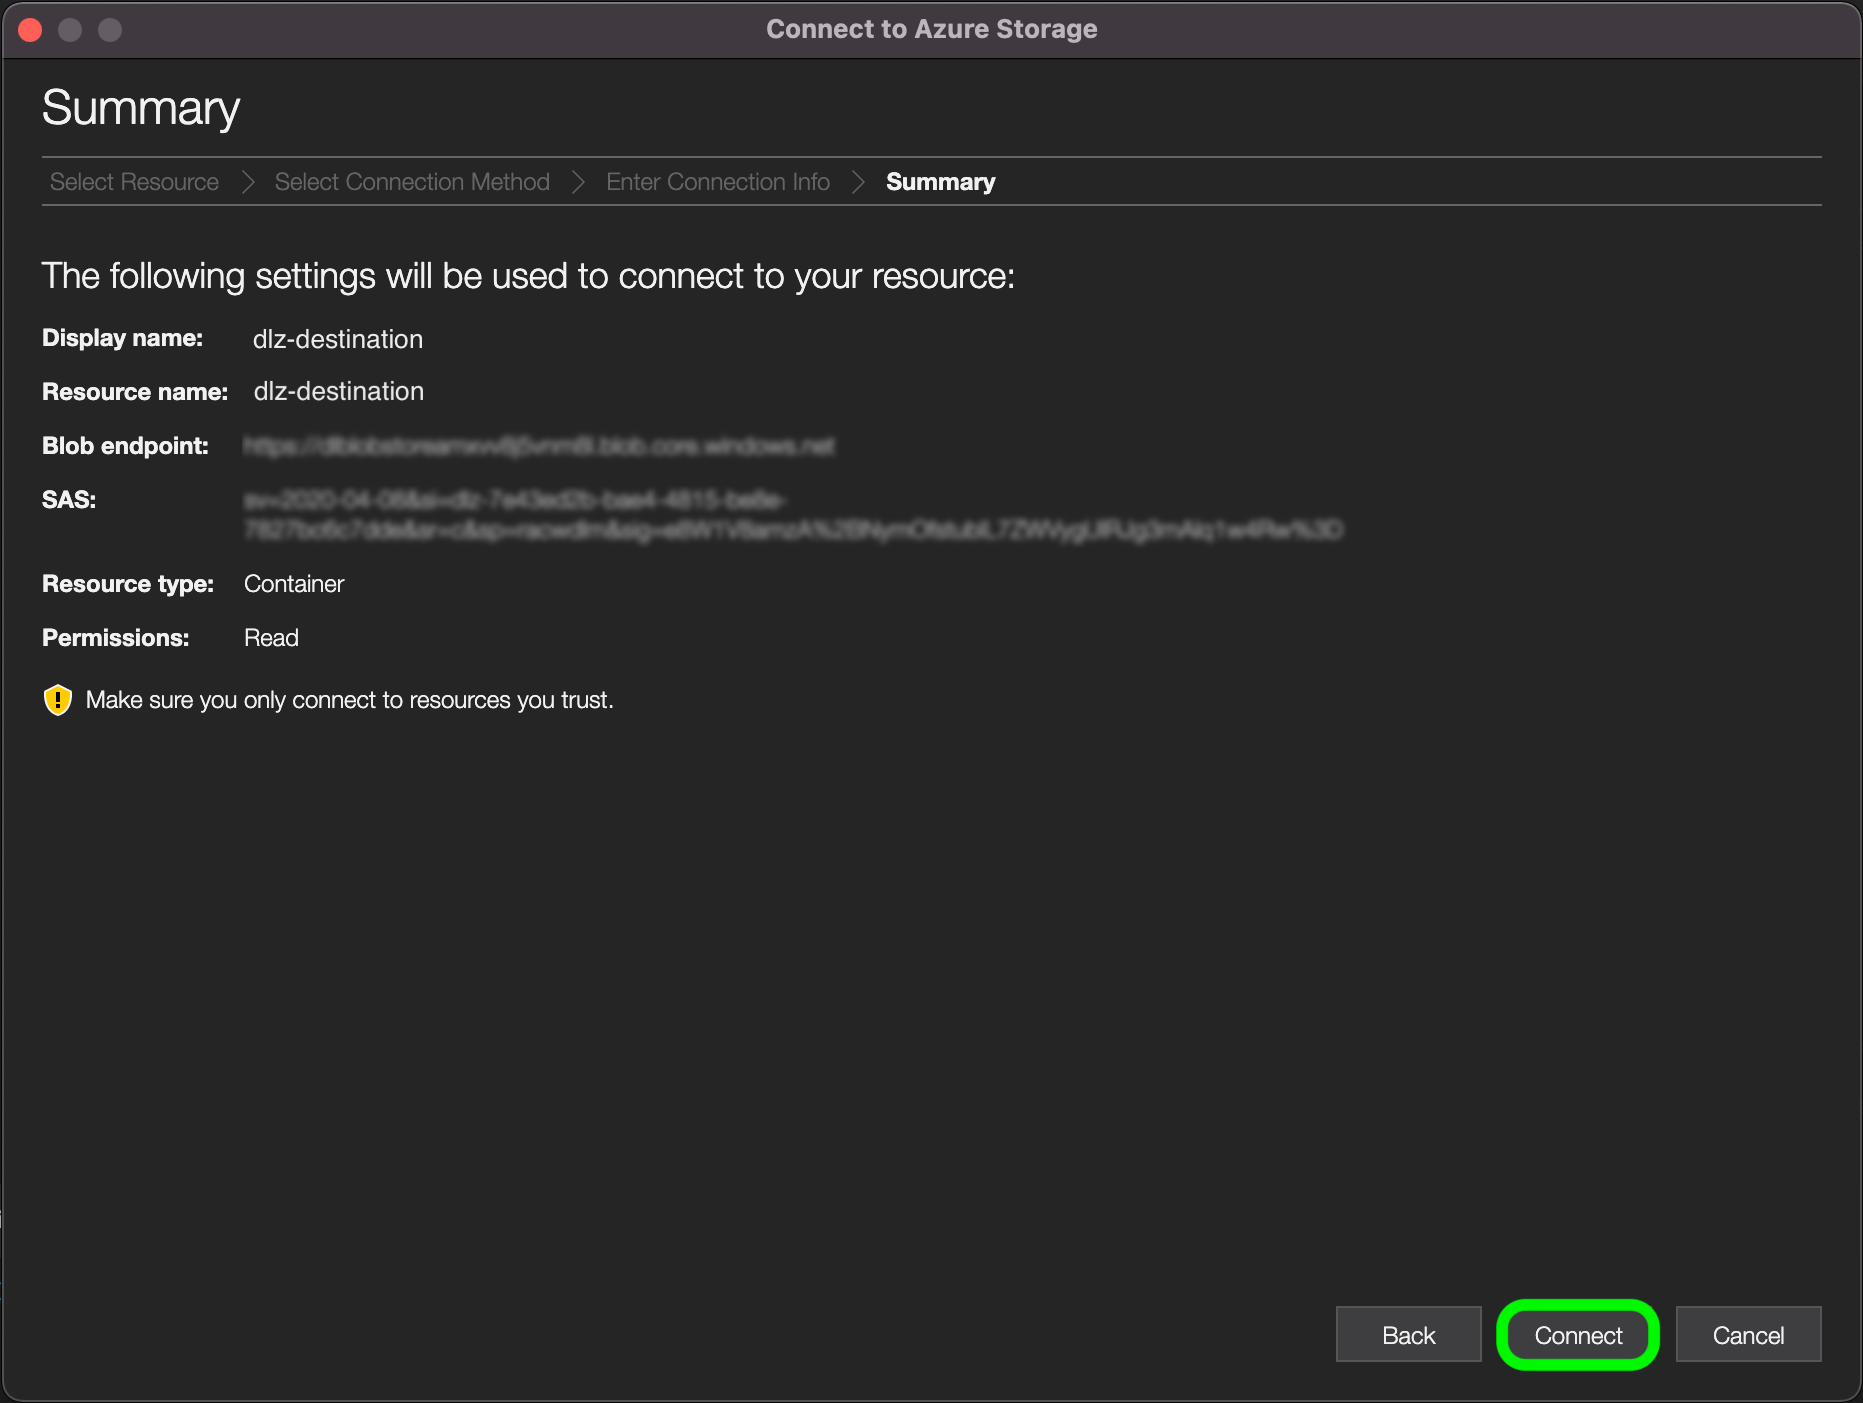 Connect to Azure Storage
Summary
Select Resource
Select Connection Method
Enter Connection Info
Summary
The following settings will be used to connect to your resource:
Display name: dlz-destination
Resource name: dlz-destination
Blob endpoint:
SAS:
Resource type: Container
Permissions: Read
Make sure you only connect to resources you trust.
Back
Connect
Cancel